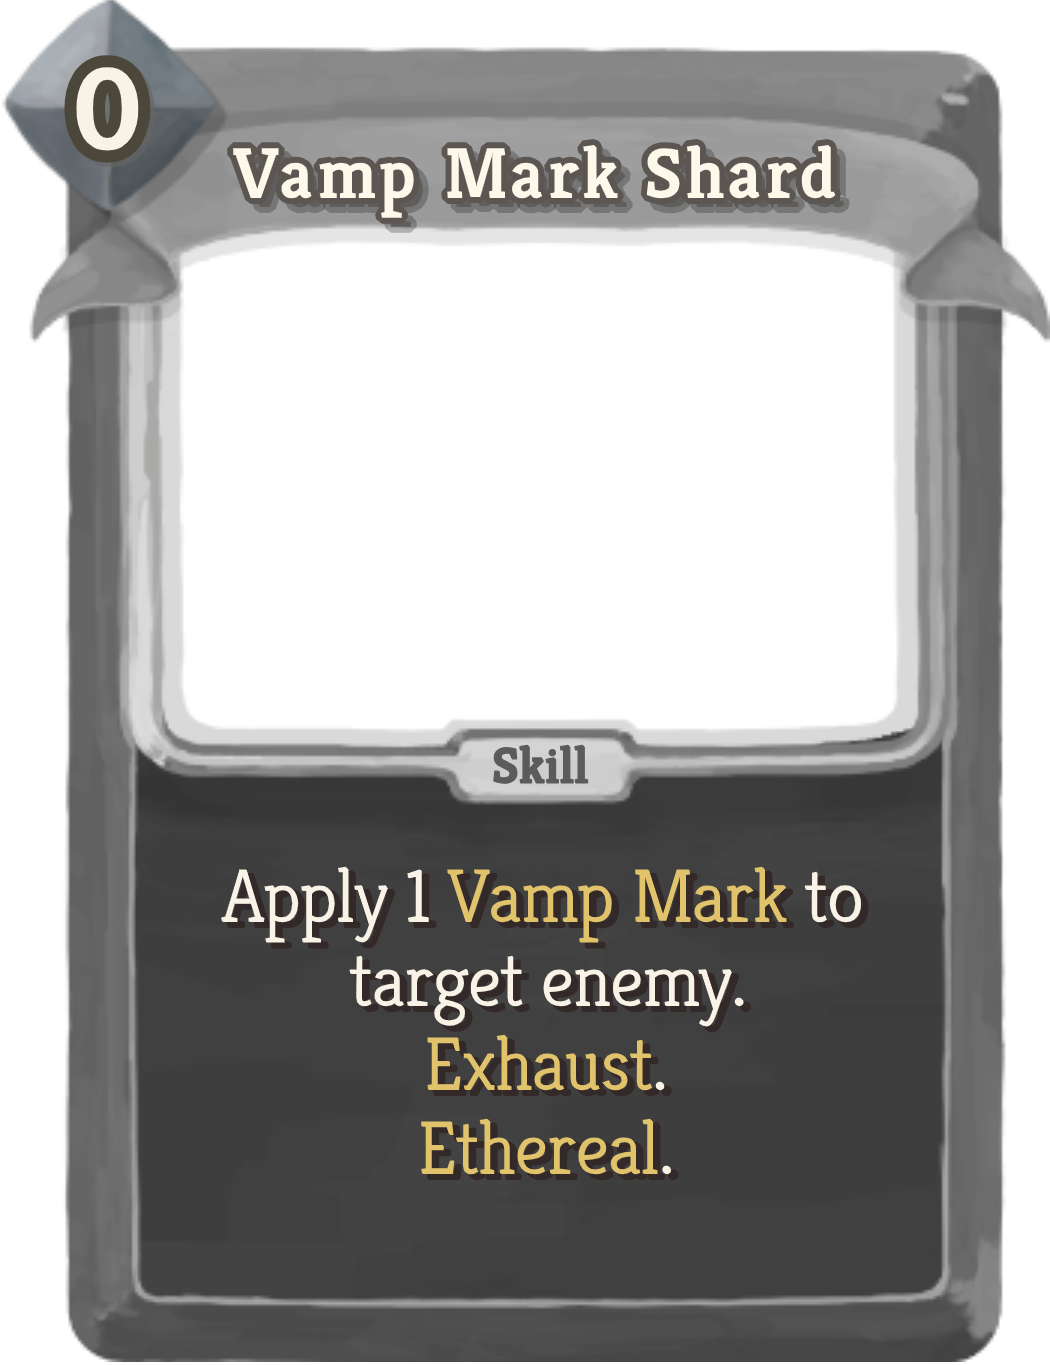 0
Vamp Mark Shard
Skill
Apply 1 Vamp Mark to
target enemy.
Exhaust.
Ethereal.